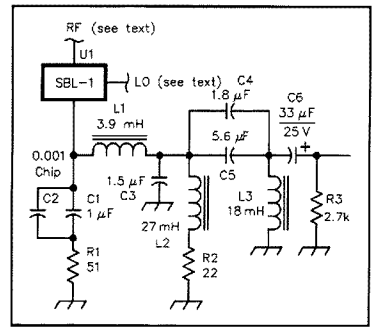 RF (see text)
U1
SBL-1
LO (see text)
L1
3.9 mH
C4
1.8 μF
C6
33 μF
25 V
+
5.6 μF
C5
0.001
Chip
1.5 μF
C3
C2
C1
1 μF
R1
51
27 mH
L2
R2
22
L3
18 mH
R3
2.7k